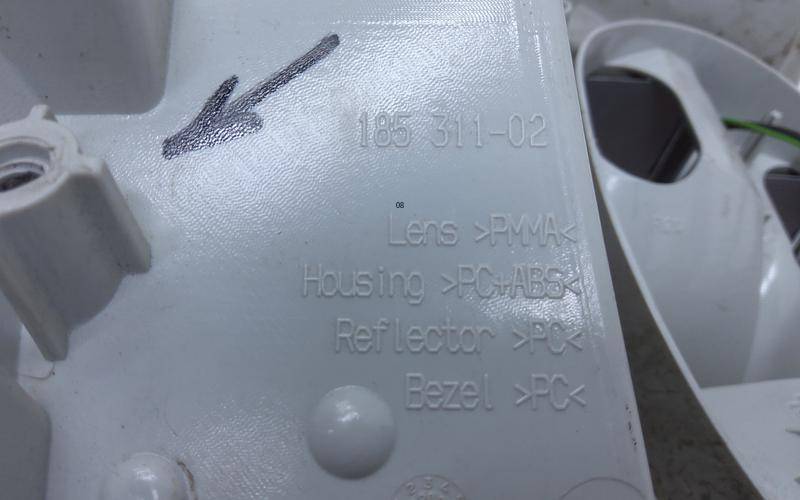 185 311-02
08
Lens >PMMA<
Housing >PC+ABS<
Reflector >PC<
Bezel >PC<